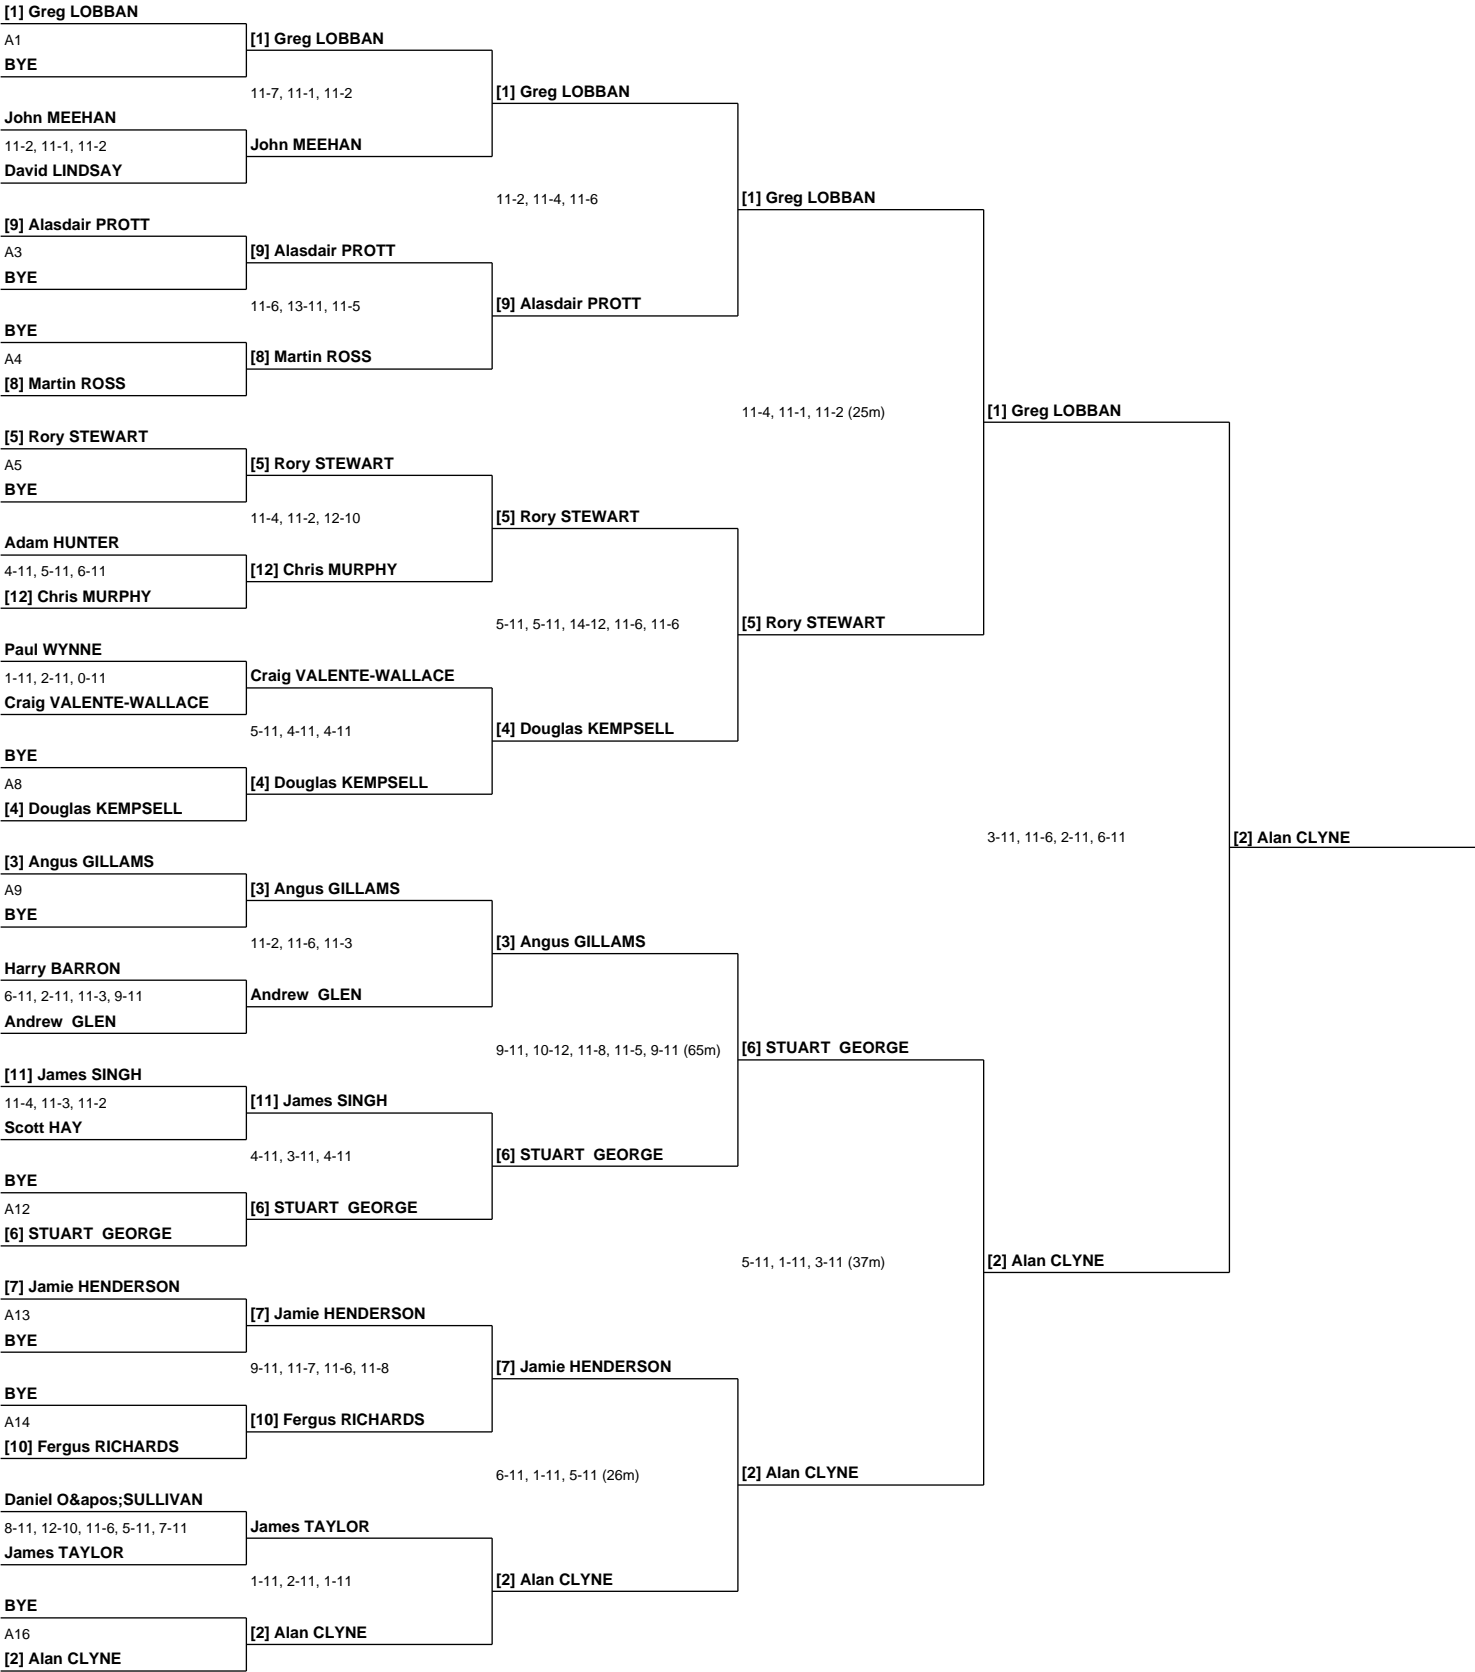 [1] Greg LOBBAN
A1
BYE
John MEEHAN
11-2, 11-1, 11-2
David LINDSAY
[9] Alasdair PROTT
A3
BYE
BYE
A4
[8] Martin ROSS
[5] Rory STEWART
A5
BYE
Adam HUNTER
4-11, 5-11, 6-11
[12] Chris MURPHY
Paul WYNNE
1-11, 2-11, 0-11
Craig VALENTE-WALLACE
BYE
A8
[4] Douglas KEMPSELL
[3] Angus GILLAMS
A9
BYE
Harry BARRON
6-11, 2-11, 11-3, 9-11
Andrew  GLEN
[11] James SINGH
11-4, 11-3, 11-2
Scott HAY
BYE
A12
[6] STUART  GEORGE
[7] Jamie HENDERSON
A13
BYE
BYE
A14
[10] Fergus RICHARDS
Daniel O&apos;SULLIVAN
8-11, 12-10, 11-6, 5-11, 7-11
James TAYLOR
BYE
A16
[2] Alan CLYNE
[1] Greg LOBBAN
11-7, 11-1, 11-2
John MEEHAN
[9] Alasdair PROTT
11-6, 13-11, 11-5
[8] Martin ROSS
[5] Rory STEWART
11-4, 11-2, 12-10
[12] Chris MURPHY
Craig VALENTE-WALLACE
5-11, 4-11, 4-11
[4] Douglas KEMPSELL
[3] Angus GILLAMS
11-2, 11-6, 11-3
Andrew  GLEN
[11] James SINGH
4-11, 3-11, 4-11
[6] STUART  GEORGE
[7] Jamie HENDERSON
9-11, 11-7, 11-6, 11-8
[10] Fergus RICHARDS
James TAYLOR
1-11, 2-11, 1-11
[2] Alan CLYNE
[1] Greg LOBBAN
11-2, 11-4, 11-6
[9] Alasdair PROTT
[5] Rory STEWART
5-11, 5-11, 14-12, 11-6, 11-6
[4] Douglas KEMPSELL
[3] Angus GILLAMS
9-11, 10-12, 11-8, 11-5, 9-11 (65m)
[6] STUART  GEORGE
[7] Jamie HENDERSON
6-11, 1-11, 5-11 (26m)
[2] Alan CLYNE
[1] Greg LOBBAN
11-4, 11-1, 11-2 (25m)
[5] Rory STEWART
[6] STUART  GEORGE
5-11, 1-11, 3-11 (37m)
[2] Alan CLYNE
[1] Greg LOBBAN
3-11, 11-6, 2-11, 6-11
[2] Alan CLYNE
[2] Alan CLYNE